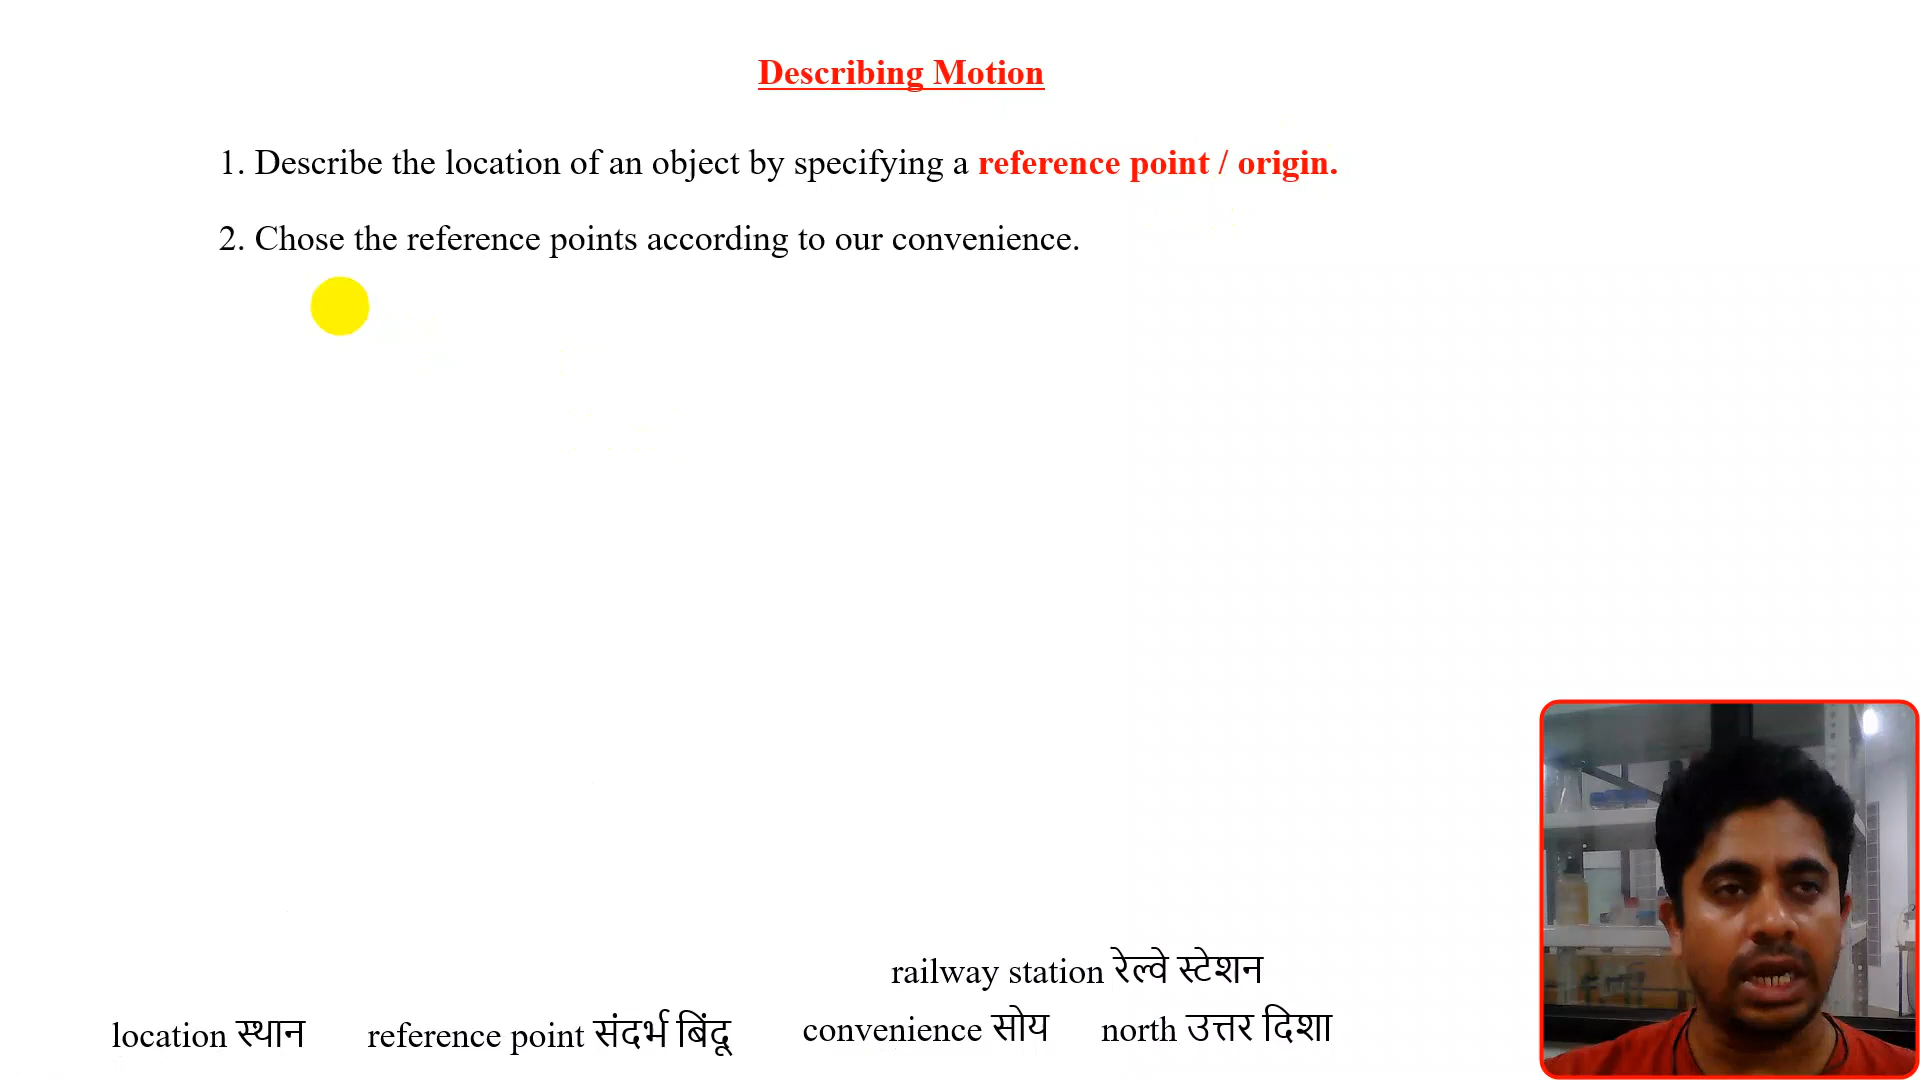 Describing Motion
1. Describe the location of an object by specifying a reference point / origin.
2. Chose the reference points according to our convenience.
railway station रेल्वे स्टेशन
location स्थान reference point संदर्भ बिंदू convenience सोय north उत्तर दिशा